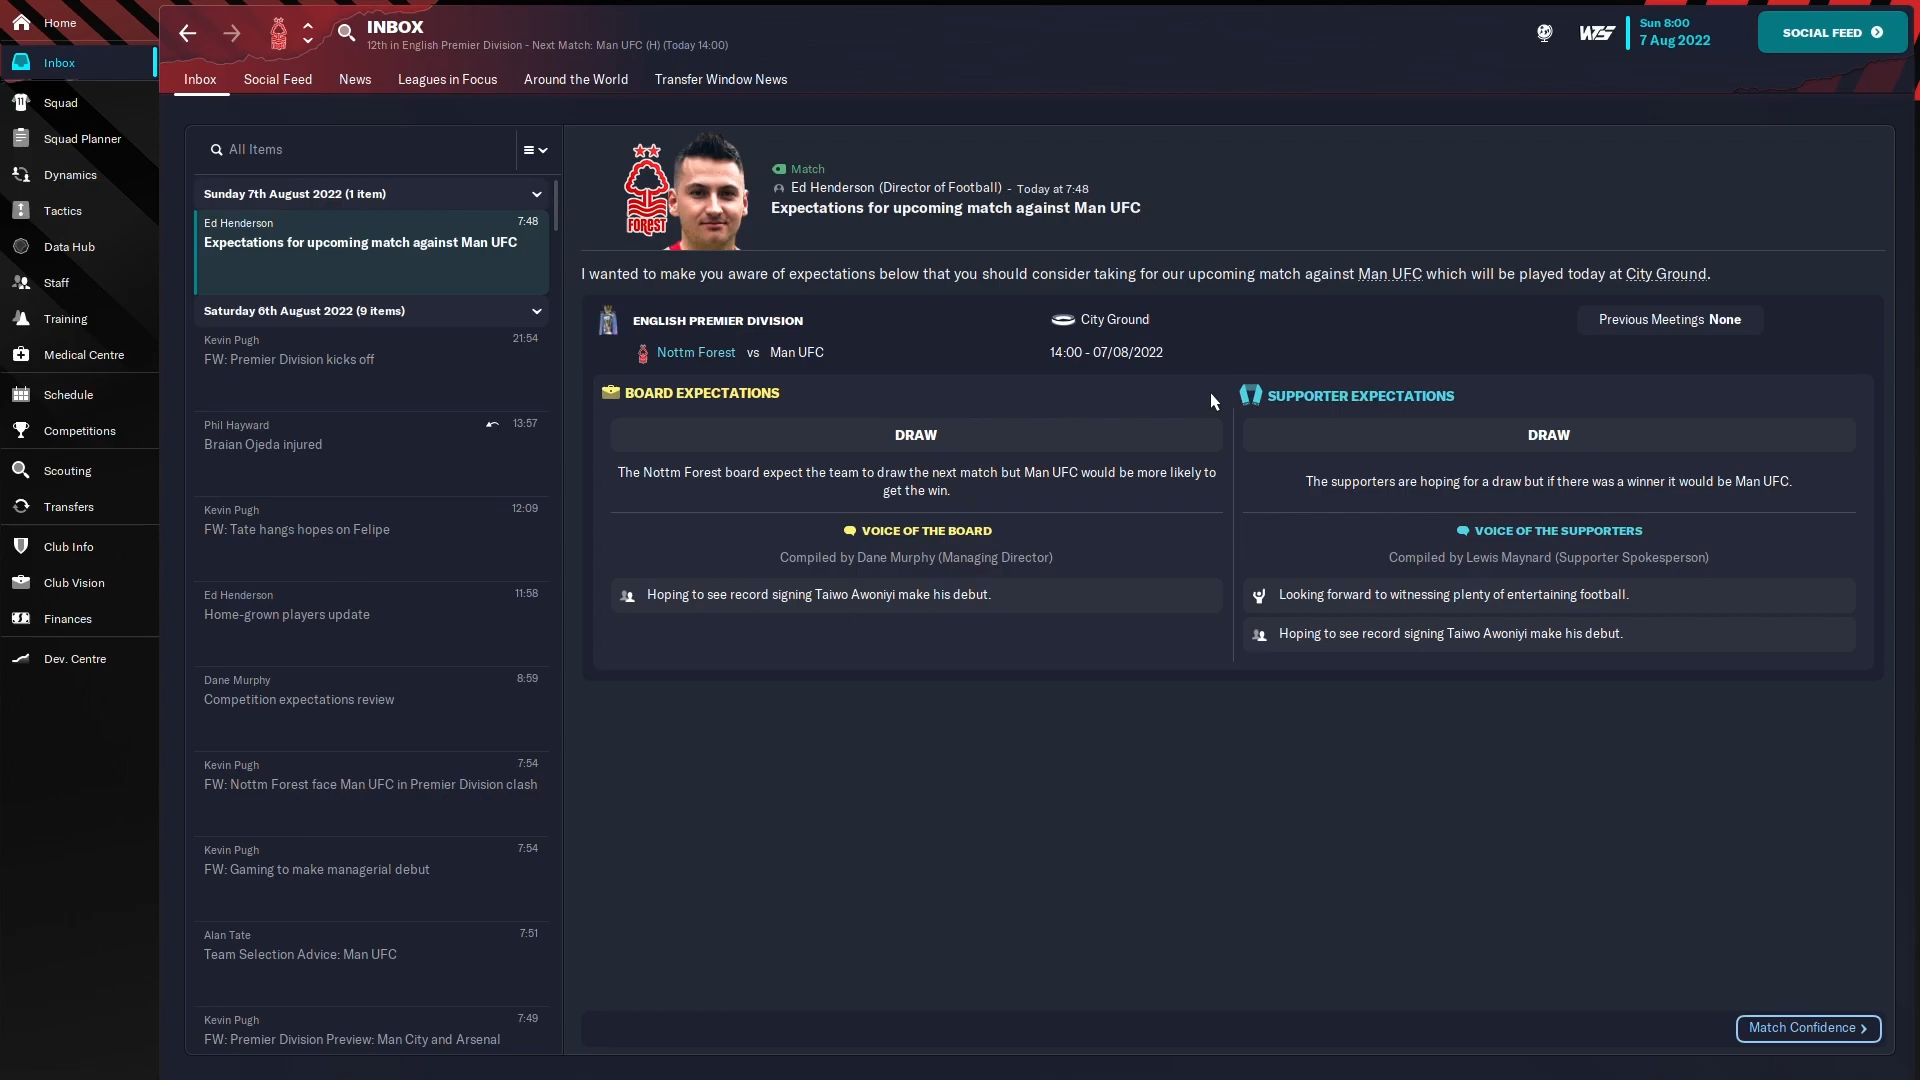 Home
Inbox
Squad
Squad Planner
Dynamics
Tactics
Data Hub
Staff
Training
Medical Centre
Schedule
Competitions
Scouting
Transfers
Club Info
Club Vision
Finances
Dev. Centre
INBOX
12th in English Premier Division - Next Match: Man UFC (H) (Today 14:00)
Sun 8:00
7 Aug 2022
SOCIAL FEED
Inbox
Social Feed
News
Leagues in Focus
Around the World
Transfer Window News
All Items
Sunday 7th August 2022 (1 item)
Ed Henderson 7:48
Expectations for upcoming match against Man UFC
Saturday 6th August 2022 (9 items)
Kevin Pugh 21:54
FW: Premier Division kicks off
Phil Hayward 13:57
Braian Ojeda injured
Kevin Pugh 12:09
FW: Tate hangs hopes on Felipe
Ed Henderson 11:58
Home-grown players update
Dane Murphy 8:59
Competition expectations review
Kevin Pugh 7:54
FW: Nottm Forest face Man UFC in Premier Division clash
Kevin Pugh 7:54
FW: Gaming to make managerial debut
Alan Tate 7:51
Team Selection Advice: Man UFC
Kevin Pugh 7:49
FW: Premier Division Preview: Man City and Arsenal
FOREST
Match
Ed Henderson (Director of Football) - Today at 7:48
Expectations for upcoming match against Man UFC
I wanted to make you aware of expectations below that you should consider taking for our upcoming match against Man UFC which will be played today at City Ground.
ENGLISH PREMIER DIVISION
City Ground
Previous Meetings None
Nottm Forest vs Man UFC
14:00 - 07/08/2022
BOARD EXPECTATIONS
DRAW
The Nottm Forest board expect the team to draw the next match but Man UFC would be more likely to
get the win.
VOICE OF THE BOARD
Compiled by Dane Murphy (Managing Director)
Hoping to see record signing Taiwo Awoniyi make his debut.
SUPPORTER EXPECTATIONS
DRAW
The supporters are hoping for a draw but if there was a winner it would be Man UFC.
VOICE OF THE SUPPORTERS
Compiled by Lewis Maynard (Supporter Spokesperson)
Looking forward to witnessing plenty of entertaining football.
Hoping to see record signing Taiwo Awoniyi make his debut.
Match Confidence